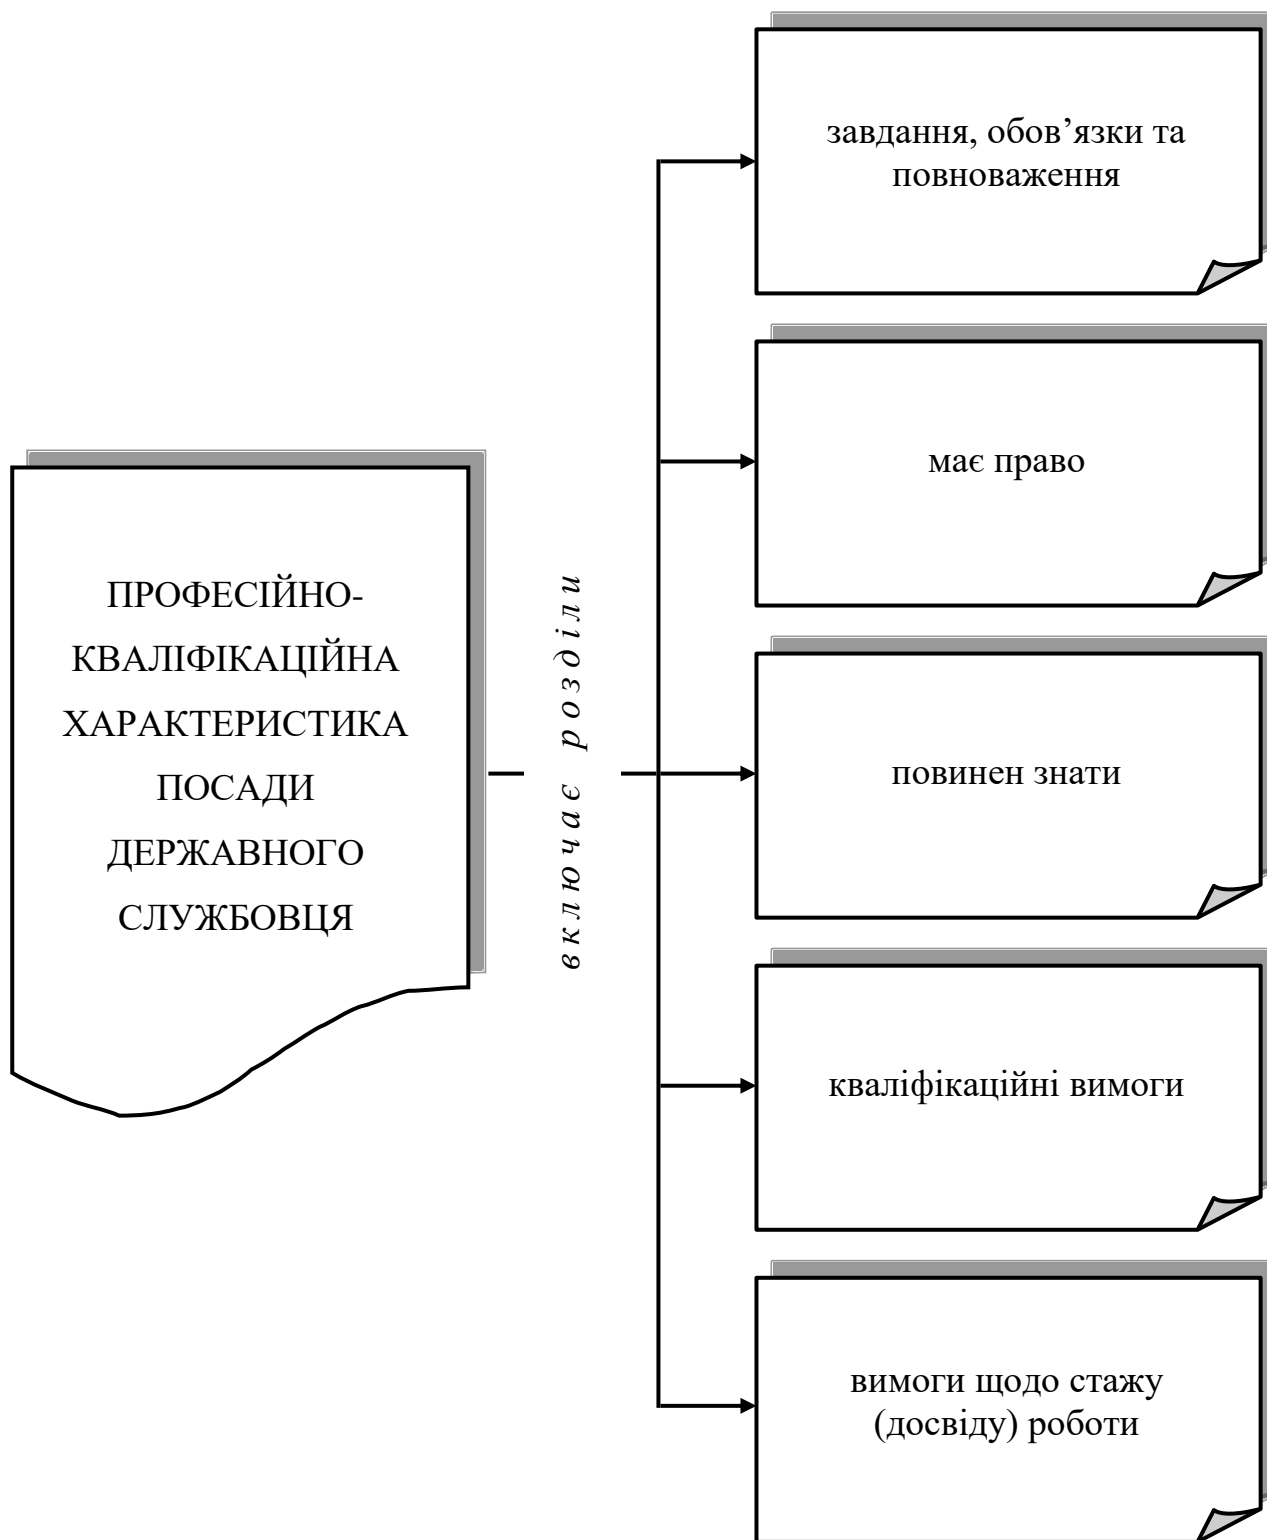 ПРОФЕСІЙНО-
КВАЛІФІКАЦІЙНА
ХАРАКТЕРИСТИКА
ПОСАДИ
ДЕРЖАВНОГО
СЛУЖБОВЦЯ
включає розділи
завдання, обов’язки та
повноваження
має право
повинен знати
кваліфікаційні вимоги
вимоги щодо стажу
(досвіду) роботи